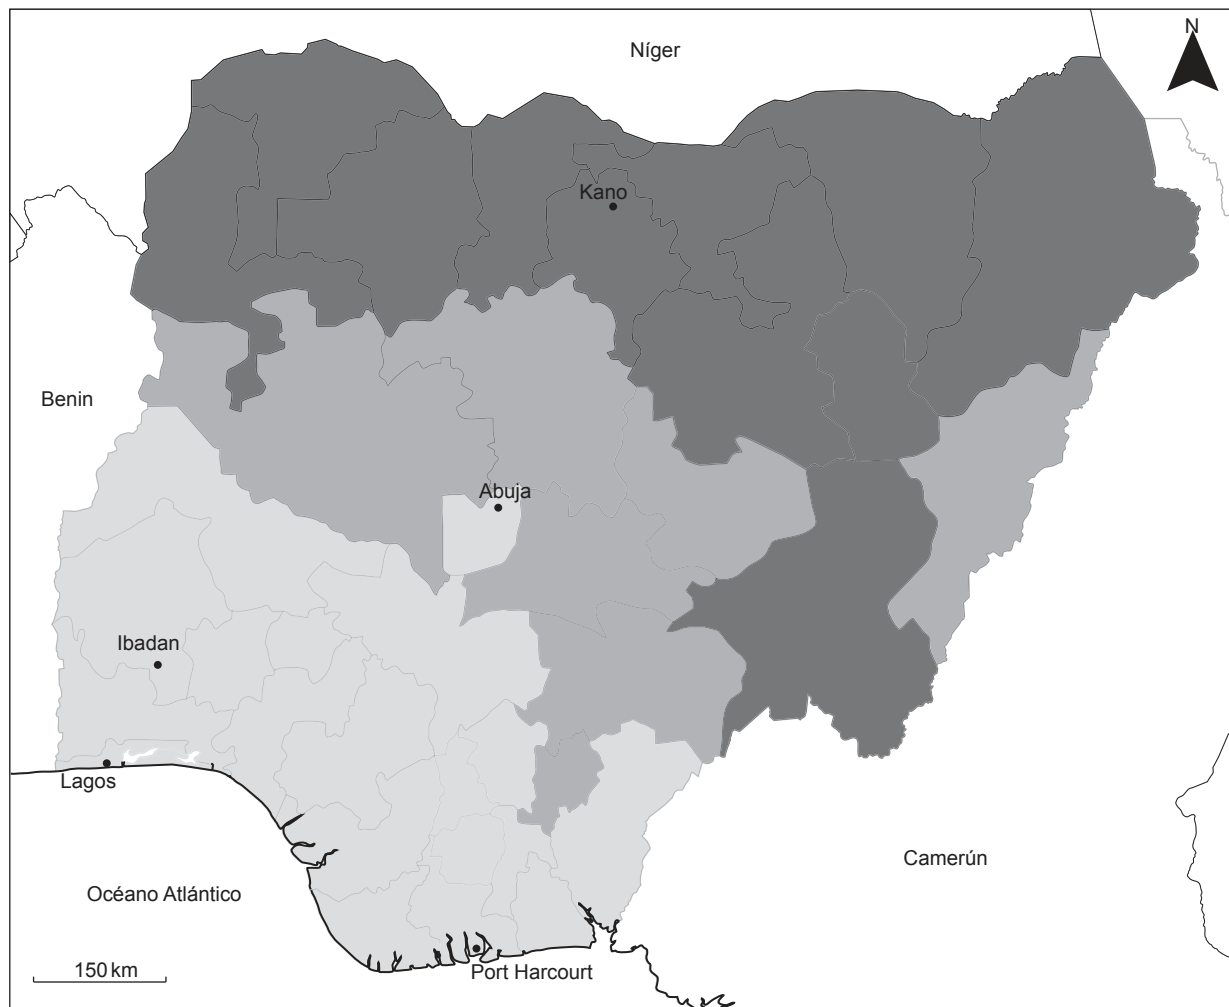 N
Níger
Kano
Benin
Abuja
Ibadan
Lagos
Camerún
Océano Atlántico
150 km
Port Harcourt